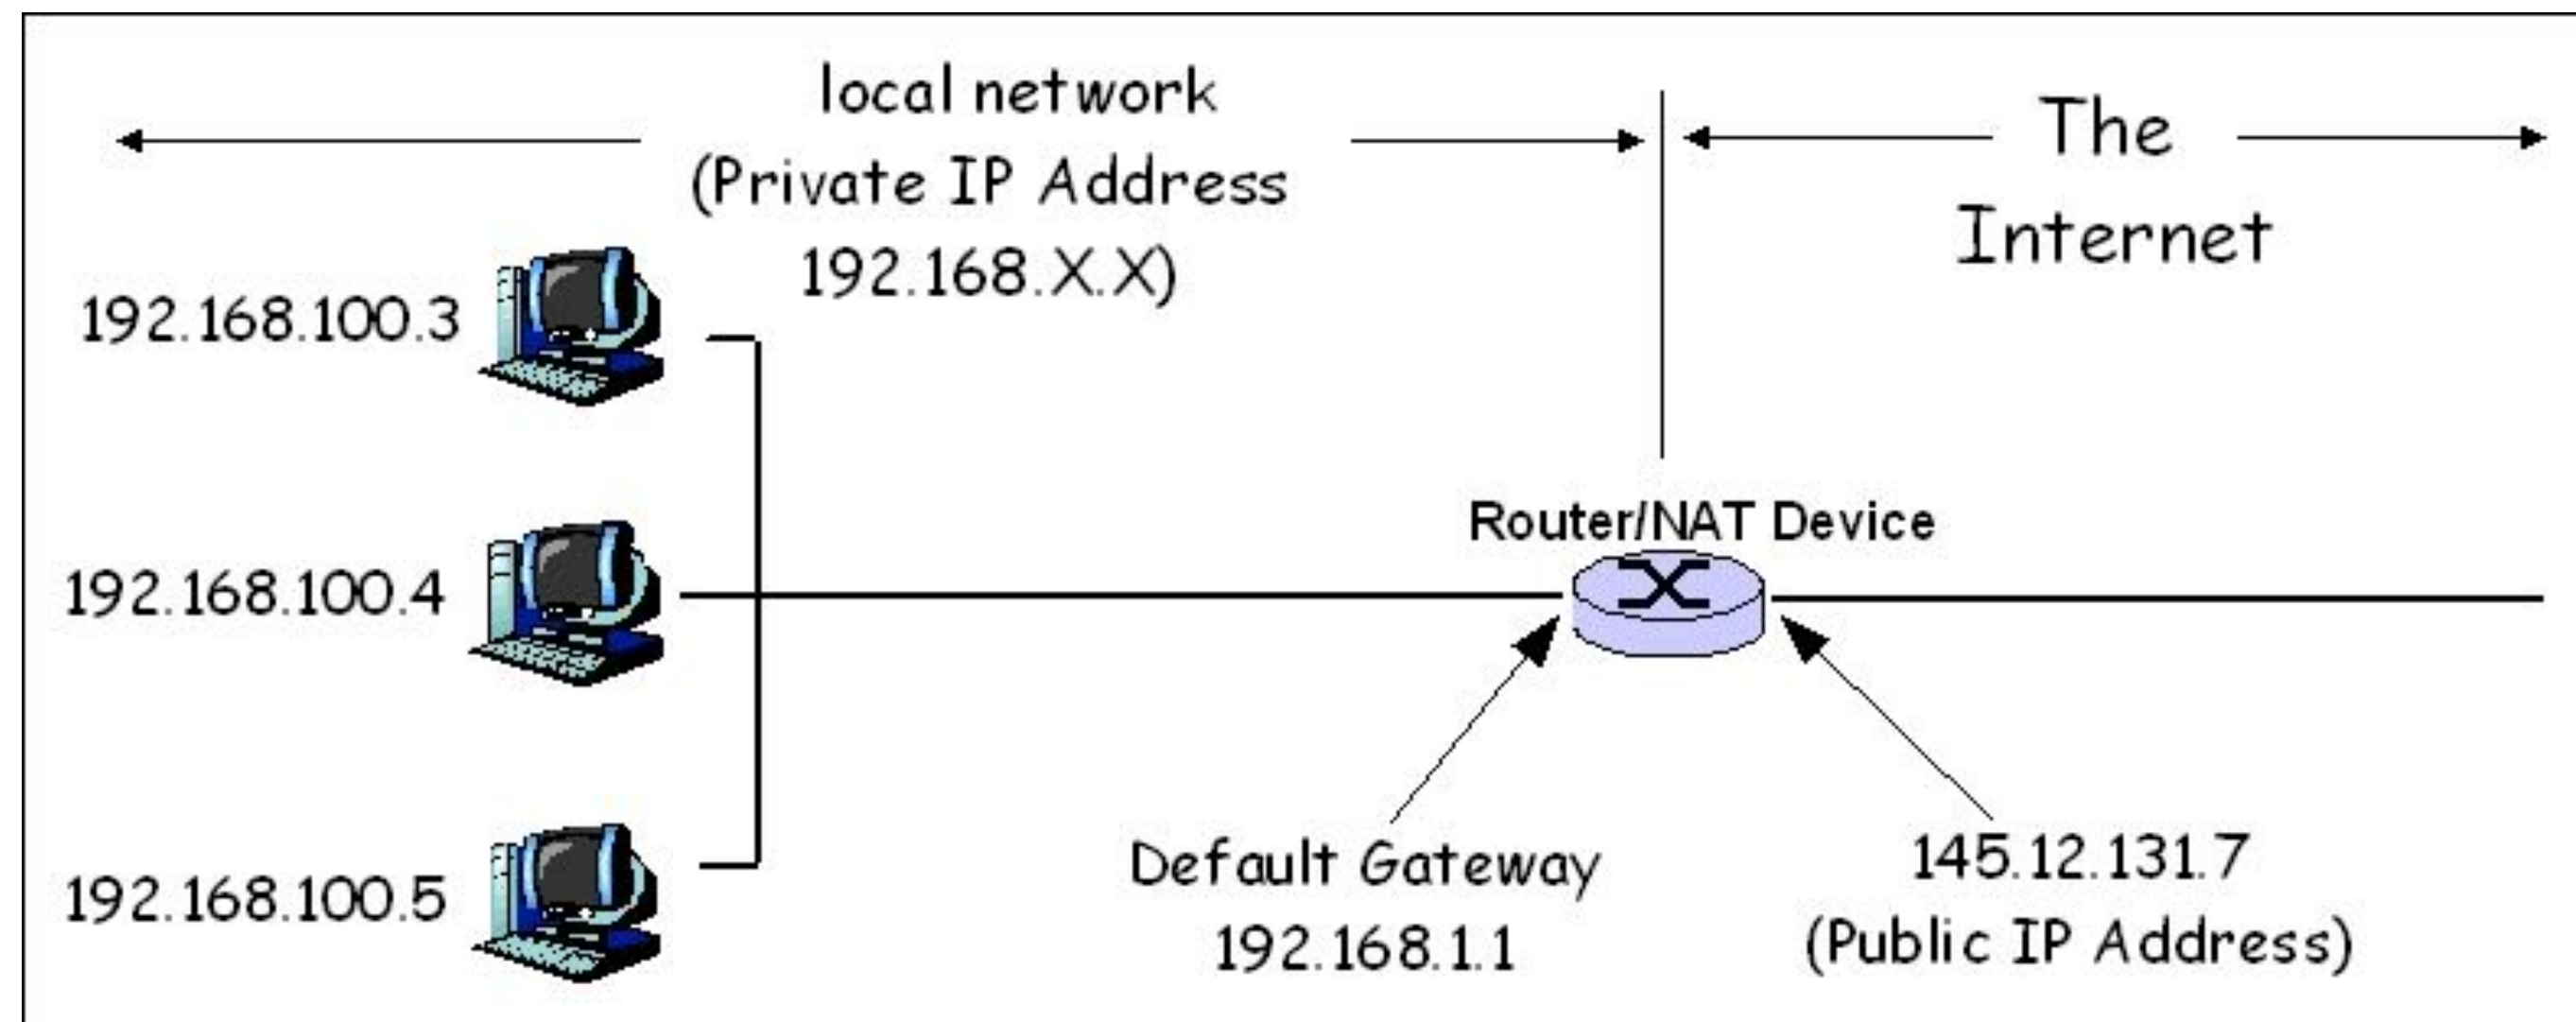 local network
(Private IP Address
192.168.X.X)
The
Internet
192.168.100.3
192.168.100.4
192.168.100.5
Router/NAT Device
Default Gateway
192.168.1.1
145.12.131.7
(Public IP Address)